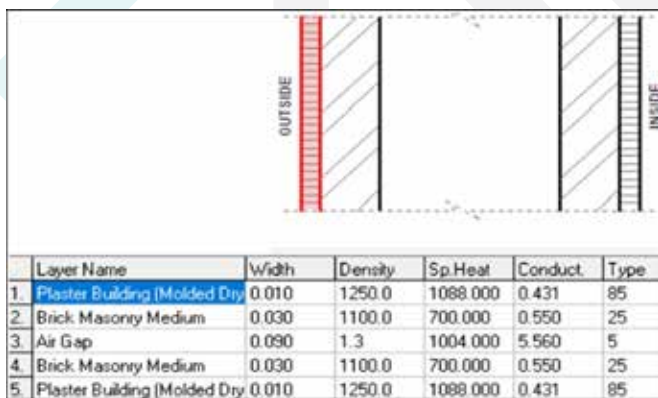 OUTSIDE
INSIDE
Layer Name Width Density Sp.Heat Conduct. Type
1. Plaster Building (Molded Dry 0.010 1250.0 1088.000 0.431 85
2. Brick Masonry Medium 0.030 1100.0 700.000 0.550 25
3. Air Gap 0.090 1.3 1004.000 5.560 5
4. Brick Masonry Medium 0.030 1100.0 700.000 0.550 25
5. Plaster Building (Molded Dry 0.010 1250.0 1088.000 0.431 85